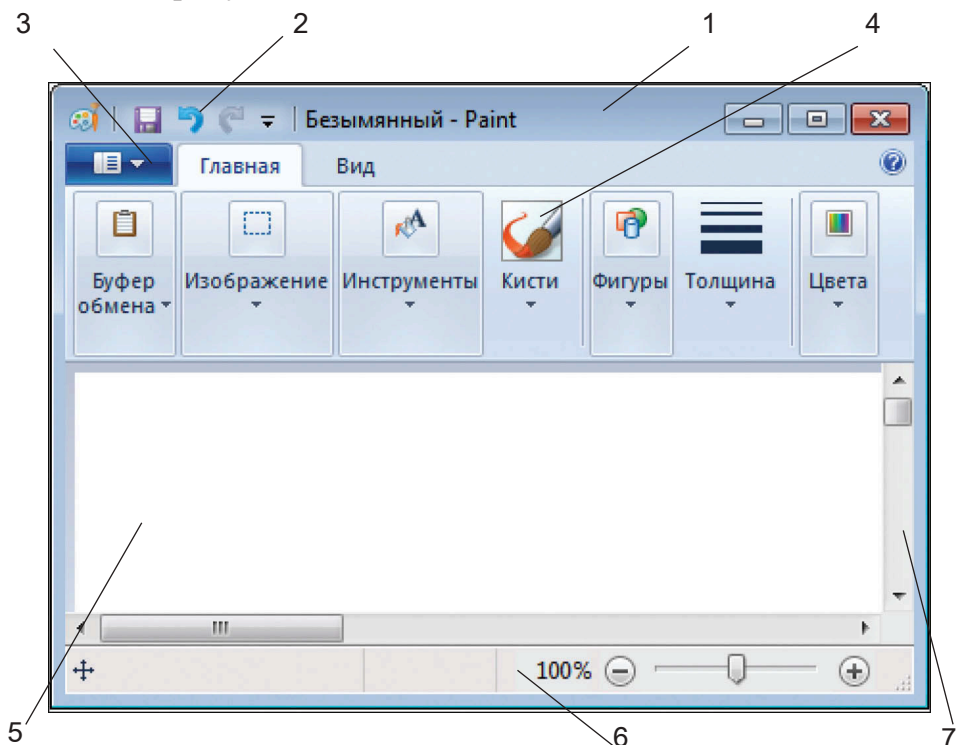 3 2 1 4
Безымянный - Paint
Главная Вид
Буфер обмена Изображение Инструменты Кисти Фигуры Толщина Цвета
100%
5 6 7